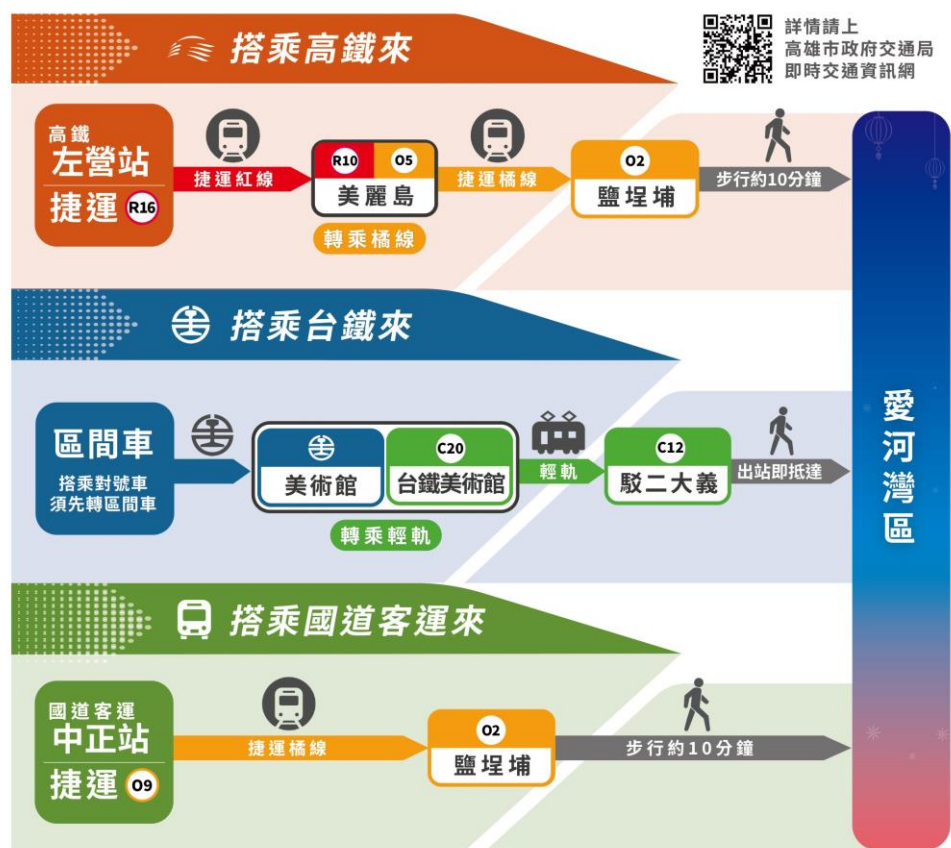 搭乘高鐵來
詳情請上
高雄市政府交通局
即時交通資訊網
高鐵
左營站
捷運 R16
捷運紅線
R10 O5
美麗島
轉乘橘線
捷運橘線
O2
鹽埕埔
步行約10分鐘
搭乘台鐵來
區間車
搭乘對號車
須先轉區間車
美術館
C20
台鐵美術館
轉乘輕軌
輕軌
C12
駁二大義
出站即抵達
搭乘國道客運來
國道客運
中正站
捷運 O9
捷運橘線
O2
鹽埕埔
步行約10分鐘
愛河灣區